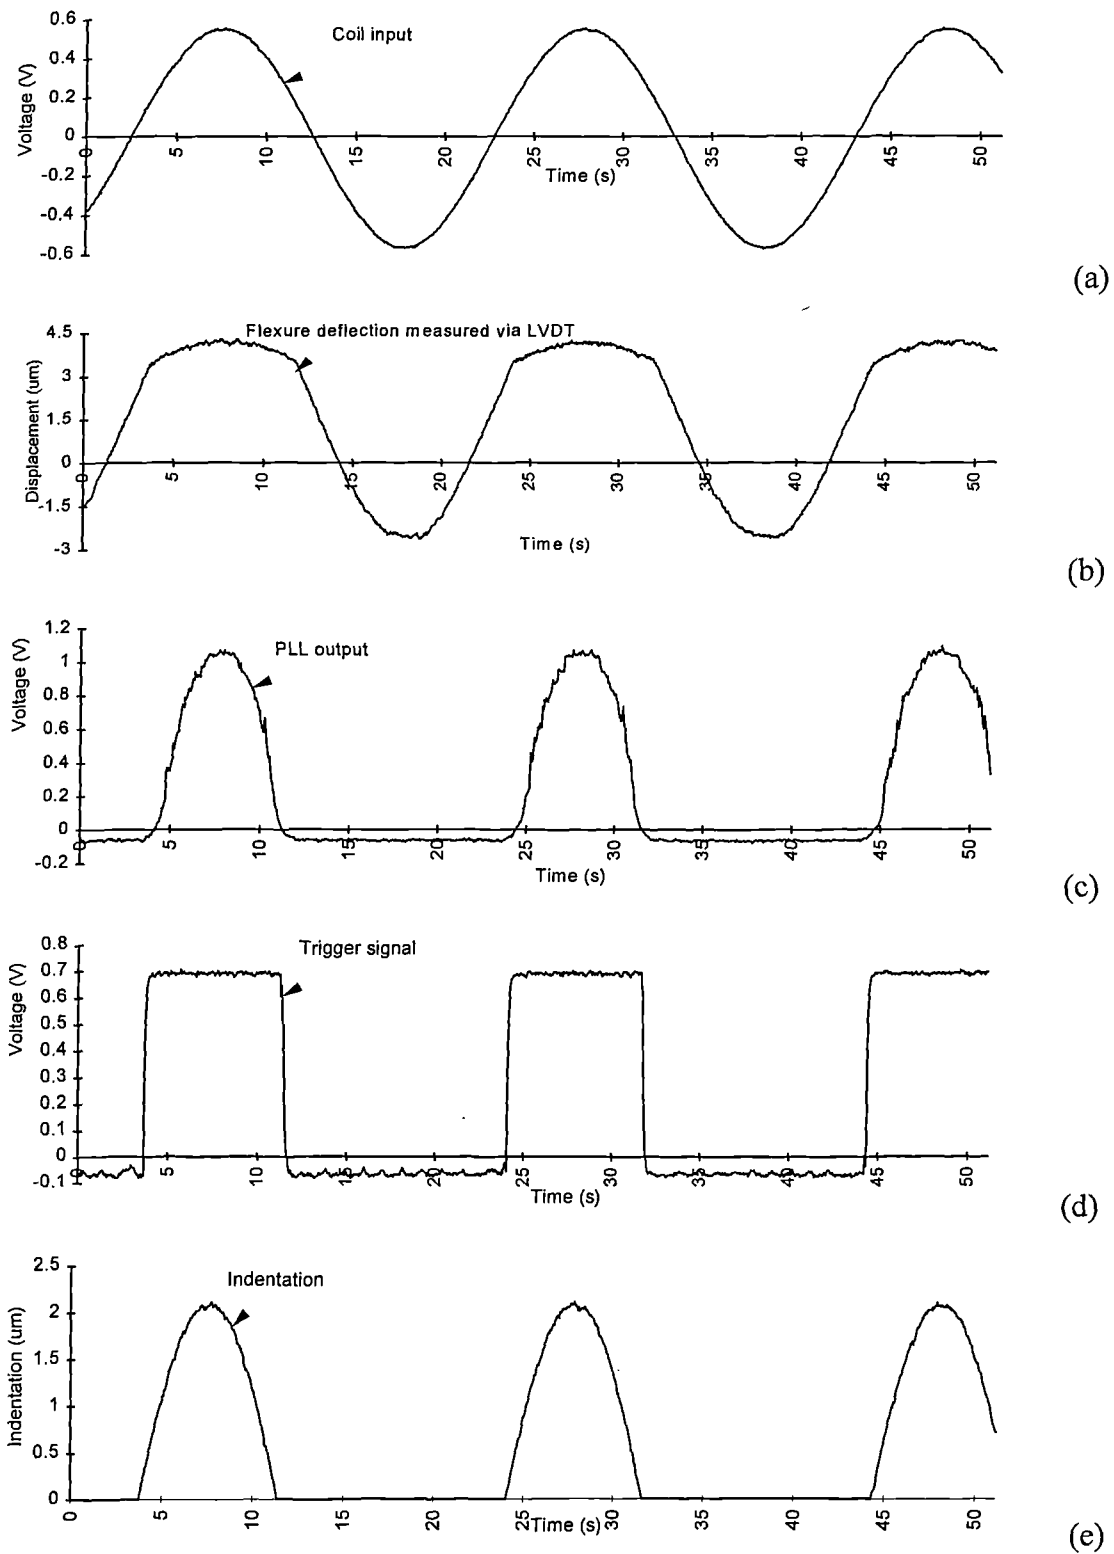 0.6
Coil input
0.4
0.2
0
-0.2
-0.4
-0.6
Voltage (V)
0 5 10 15 20 25 30 35 40 45 50
Time (s)
(a)
4.5
Flexure deflection measured via LVDT
3
1.5
0
-1.5
-3
Displacement (um)
0 5 10 15 20 25 30 35 40 45 50
Time (s)
(b)
1.2
PLL output
1
0.8
0.6
0.4
0.2
0
-0.2
Voltage (V)
0 5 10 15 20 25 30 35 40 45 50
Time (s)
(c)
0.8
Trigger signal
0.7
0.6
0.5
0.4
0.3
0.2
0.1
0
-0.1
Voltage (V)
0 5 10 15 20 25 30 35 40 45 50
Time (s)
(d)
2.5
Indentation
2
1.5
1
0.5
0
Indentation (um)
0 5 10 15 20 25 30 35 40 45 50
Time (s)
(e)